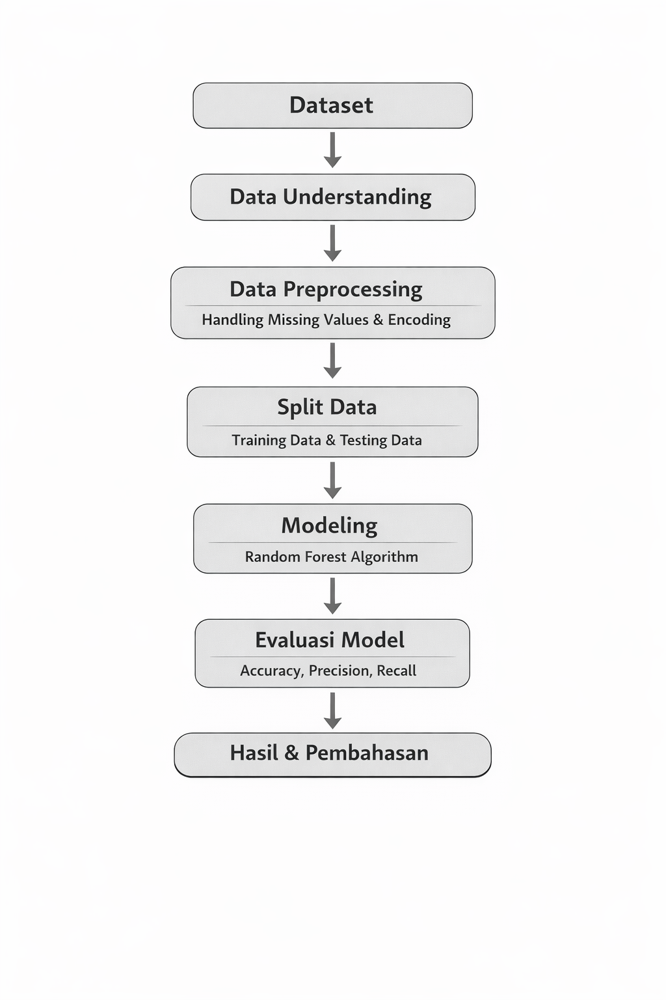 Dataset
Data Understanding
Data Preprocessing
Handling Missing Values & Encoding
Split Data
Training Data & Testing Data
Modeling
Random Forest Algorithm
Evaluasi Model
Accuracy, Precision, Recall
Hasil & Pembahasan